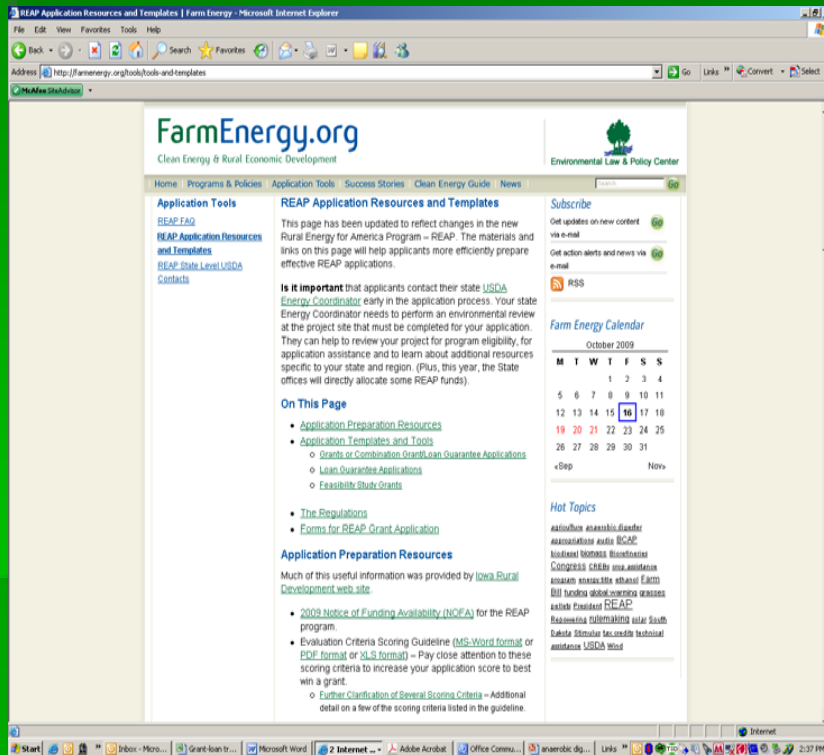 REAP Application Resources and Templates | Farm Energy - Microsoft Internet Explorer
File Edit View Favorites Tools Help
Back Search Favorites
Address http://farmenergy.org/tools/tools-and-templates Go Links » Convert Select
McAfee SiteAdvisor
FarmEnergy.org
Clean Energy & Rural Economic Development
Environmental Law & Policy Center
Home Programs & Policies Application Tools Success Stories Clean Energy Guide News Search Go
Application Tools
REAP FAQ
REAP Application Resources
and Templates
REAP State Level USDA
Contacts
REAP Application Resources and Templates
This page has been updated to reflect changes in the new
Rural Energy for America Program – REAP. The materials and
links on this page will help applicants more efficiently prepare
effective REAP applications.
Is it important that applicants contact their state USDA
Energy Coordinator early in the application process. Your state
Energy Coordinator needs to perform an environmental review
at the project site that must be completed for your application.
They can help to review your project for program eligibility, for
application assistance and to learn about additional resources
specific to your state and region. (Plus, this year, the State
offices will directly allocate some REAP funds).
On This Page
• Application Preparation Resources
• Application Templates and Tools
o Grants or Combination Grant/Loan Guarantee Applications
o Loan Guarantee Applications
o Feasibility Study Grants
• The Regulations
• Forms for REAP Grant Application
Application Preparation Resources
Much of this useful information was provided by Iowa Rural
Development web site.
• 2009 Notice of Funding Availability (NOFA) for the REAP
program.
• Evaluation Criteria Scoring Guideline (MS-Word format or
PDF format or XLS format) – Pay close attention to these
scoring criteria to increase your application score to best
win a grant.
o Further Clarification of Several Scoring Criteria – Additional
detail on a few of the scoring criteria listed in the guideline.
Subscribe
Get updates on new content Go
via e-mail
Get action alerts and news via Go
e-mail
RSS
Farm Energy Calendar
October 2009
M T W T F S S
1 2 3 4
5 6 7 8 9 10 11
12 13 14 15 16 17 18
19 20 21 22 23 24 25
26 27 28 29 30 31
«Sep Nov»
Hot Topics
agriculture anaerobic digester
appropriations audio BCAP
biodiesel biomass Biorefineries
Congress CREBs crop assistance
program energy title ethanol Farm
Bill funding global warming grasses
pellets President REAP
Repowering rulemaking solar South
Dakota Stimulus tax credits technical
assistance USDA Wind
Internet
Start » Inbox - Micro... Grant-loan tr... Microsoft Word 2 Internet ... Adobe Acrobat Office Commu... anaerobic dig... Links » 2:37 PM